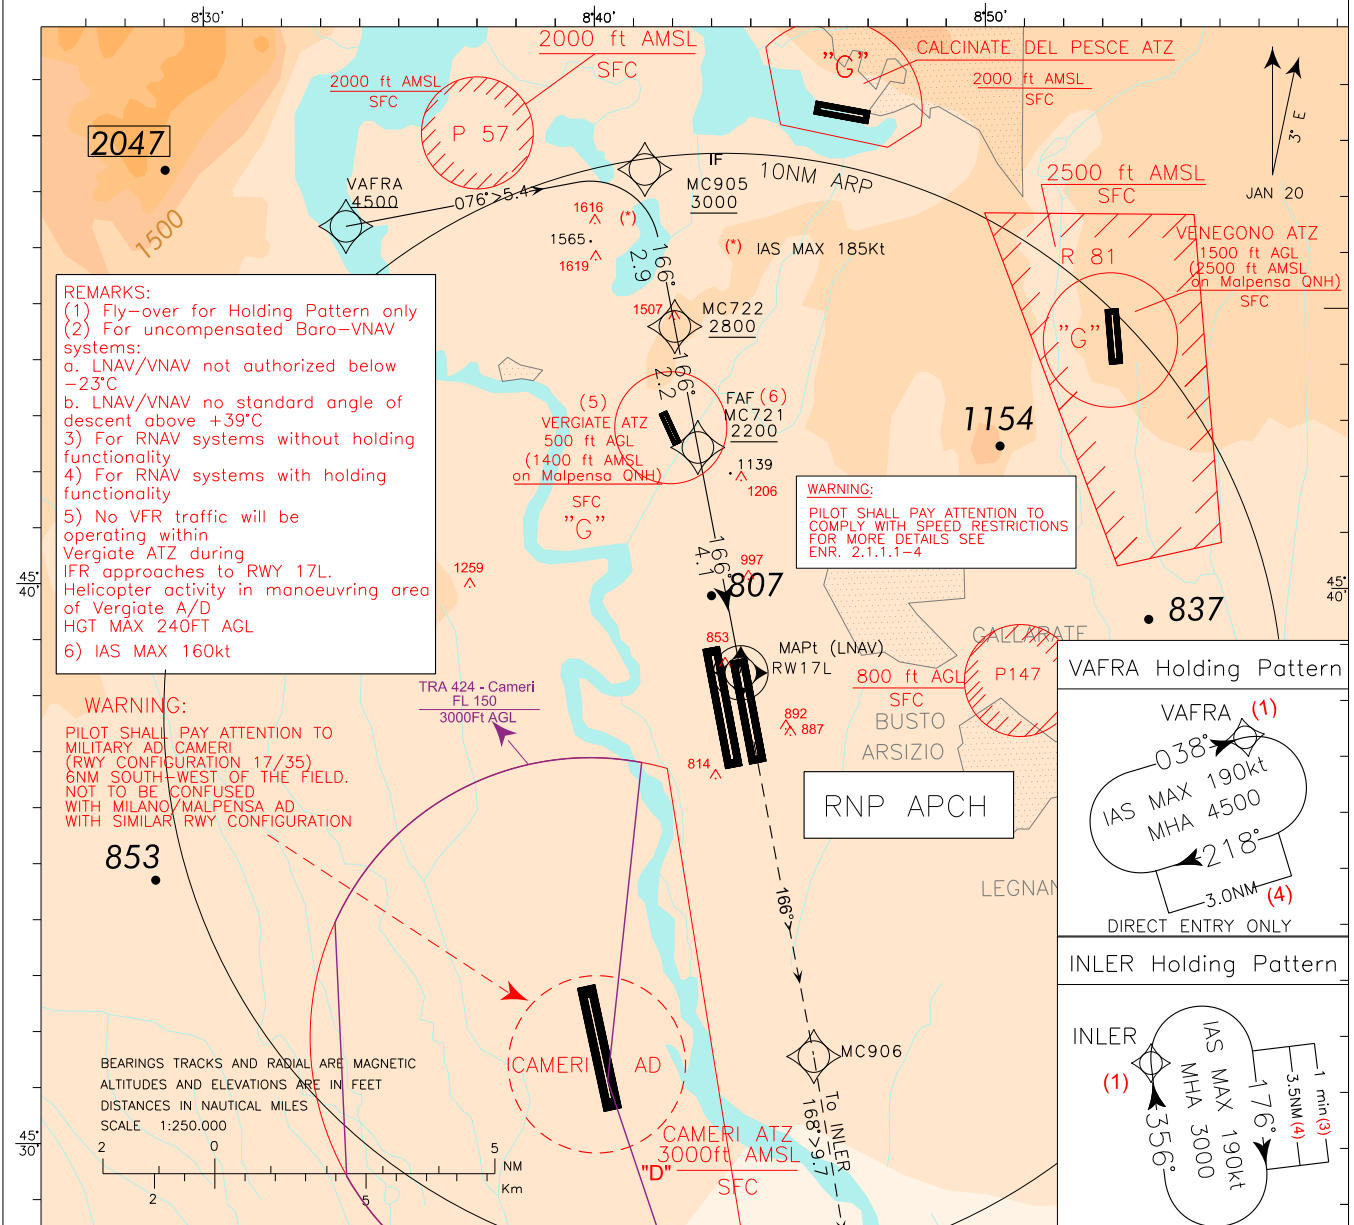 8°30'
8°40'
8°50'
2000 ft AMSL
SFC
2000 ft AMSL
SFC
P 57
"G"
CALCINATE DEL PESCE ATZ
2000 ft AMSL
SFC
3° E
JAN 20
2047
1500
VAFRA
4500
076°>5.4
IF
MC905
3000
10NM ARP
2500 ft AMSL
SFC
R 81
VENEGONO ATZ
1500 ft AGL
(2500 ft AMSL
on Malpensa QNH)
SFC
"G"
1616
(*)
1565
1619
(*) IAS MAX 185Kt
166°
2.9
1507
MC722
2800
166°
2.2
REMARKS:
(1) Fly-over for Holding Pattern only
(2) For uncompensated Baro-VNAV
systems:
a. LNAV/VNAV not authorized below
-23°C
b. LNAV/VNAV no standard angle of
descent above +39°C
3) For RNAV systems without holding
functionality
4) For RNAV systems with holding
functionality
5) No VFR traffic will be
operating within
Vergiate ATZ during
IFR approaches to RWY 17L.
Helicopter activity in manoeuvring area
of Vergiate A/D
HGT MAX 240FT AGL
6) IAS MAX 160kt
(5)
VERGIATE ATZ
500 ft AGL
(1400 ft AMSL
on Malpensa QNH)
SFC
"G"
FAF (6)
MC721
2200
1139
1206
1154
WARNING:
PILOT SHALL PAY ATTENTION TO
COMPLY WITH SPEED RESTRICTIONS
FOR MORE DETAILS SEE
ENR. 2.1.1.1-4
166°
4.1
997
807
1259
45°
40'
45°
40'
837
853
MAPt (LNAV)
RW17L
GALLARATE
P147
800 ft AGL
SFC
BUSTO
ARSIZIO
892
887
814
TRA 424 - Cameri
FL 150
3000Ft AGL
WARNING:
PILOT SHALL PAY ATTENTION TO
MILITARY AD CAMERI
(RWY CONFIGURATION 17/35)
6NM SOUTH-WEST OF THE FIELD.
NOT TO BE CONFUSED
WITH MILANO/MALPENSA AD
WITH SIMILAR RWY CONFIGURATION
853
RNP APCH
LEGNAN
166°>
VAFRA Holding Pattern
VAFRA (1)
038°
IAS MAX 190kt
MHA 4500
218°
3.0NM (4)
DIRECT ENTRY ONLY
INLER Holding Pattern
INLER
(1)
IAS MAX 190kt
MHA 3000
176°
356°
3.5NM(4)
1 min(3)
MC906
To INLER
168°>9.7
CAMERI AD
CAMERI ATZ
3000ft AMSL
"D"
SFC
BEARINGS TRACKS AND RADIAL ARE MAGNETIC
ALTITUDES AND ELEVATIONS ARE IN FEET
DISTANCES IN NAUTICAL MILES
SCALE 1:250.000
45°
30'
2
0
5
NM
Km
2
5